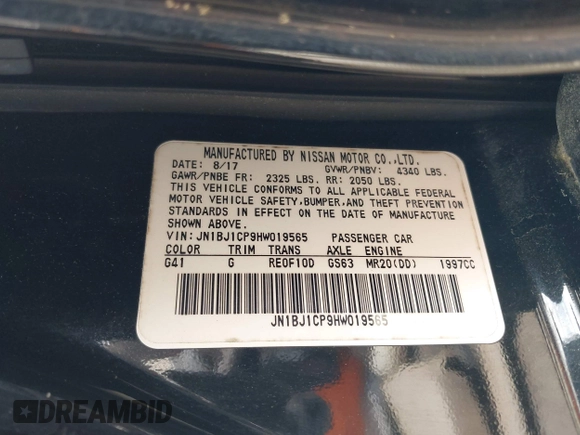 MANUFACTURED BY NISSAN MOTOR CO.,LTD.
DATE: 8/17 GVWR/PNBV: 4340 LBS.
GAWR/PNBE FR: 2325 LBS. RR: 2050 LBS.
THIS VEHICLE CONFORMS TO ALL APPLICABLE FEDERAL
MOTOR VEHICLE SAFETY,BUMPER,AND THEFT PREVENTION
STANDARDS IN EFFECT ON THE DATE OF MANUFACTURE
SHOWN ABOVE.
VIN: JN1BJ1CP9HW019565 PASSENGER CAR
COLOR TRIM TRANS AXLE ENGINE
G41 G RE0F10D GS63 MR20(DD) 1997CC
JN1BJ1CP9HW019565
DREAMBID